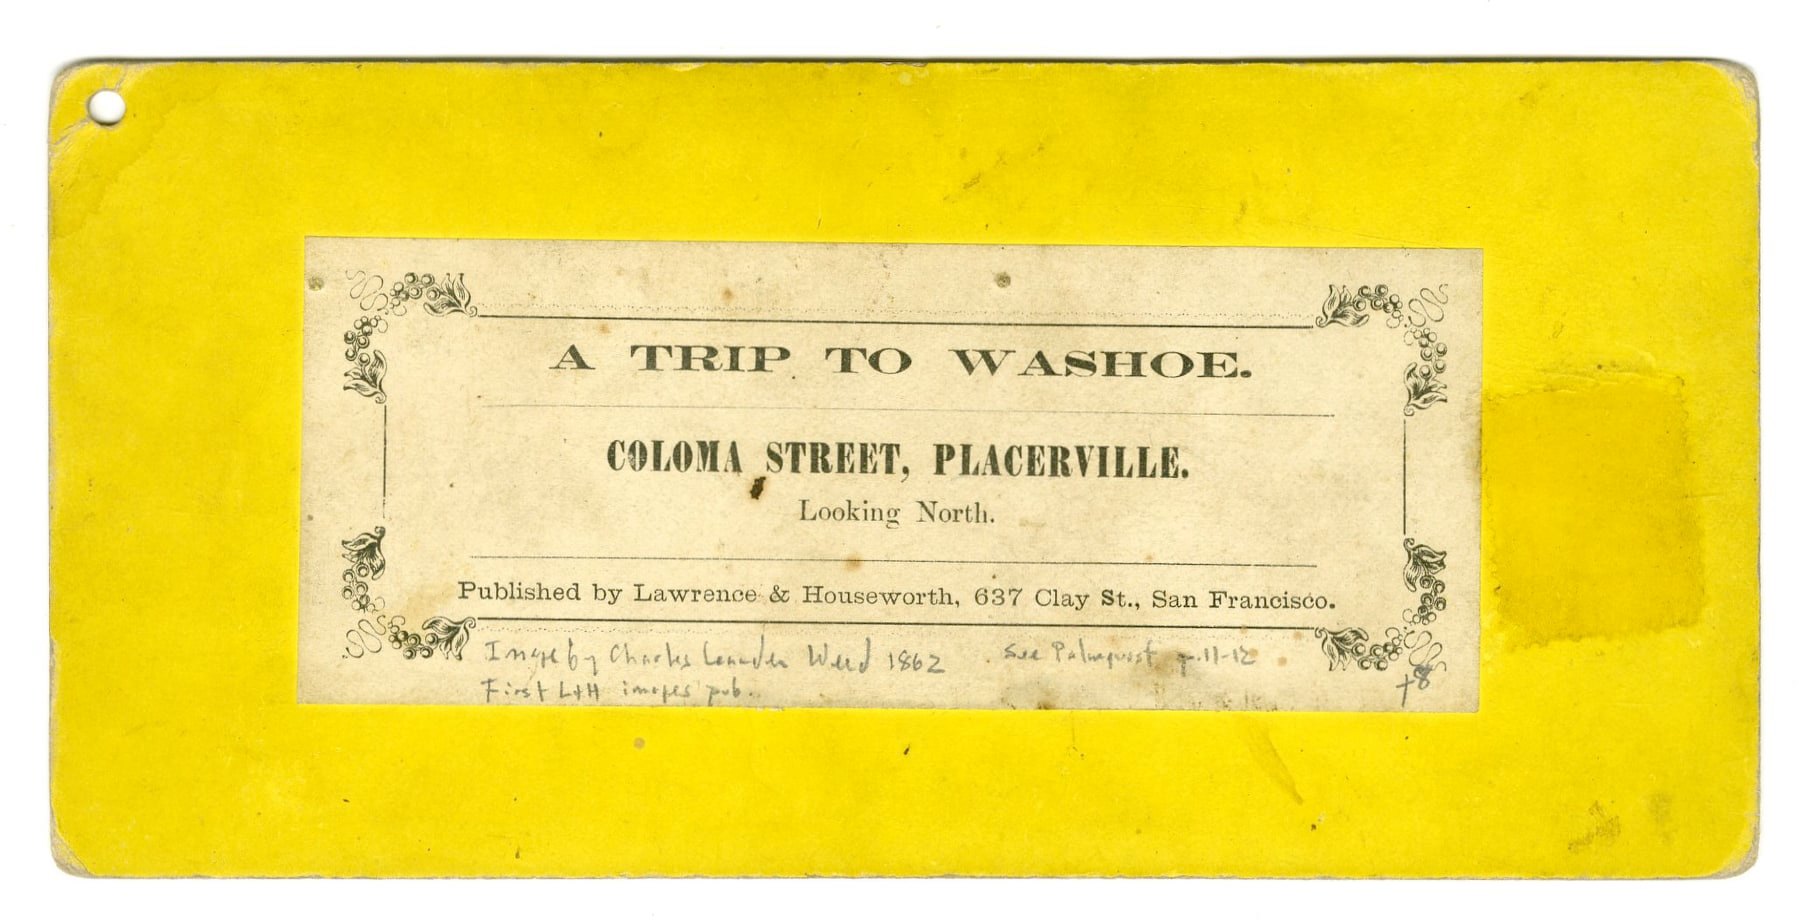 A TRIP TO WASHOE.
COLOMA STREET, PLACERVILLE.
Looking North.
Published by Lawrence & Houseworth, 637 Clay St., San Francisco.
Image by Charles Leander Weed 1862 See Palmquist p.11-12
First L&H images pub.